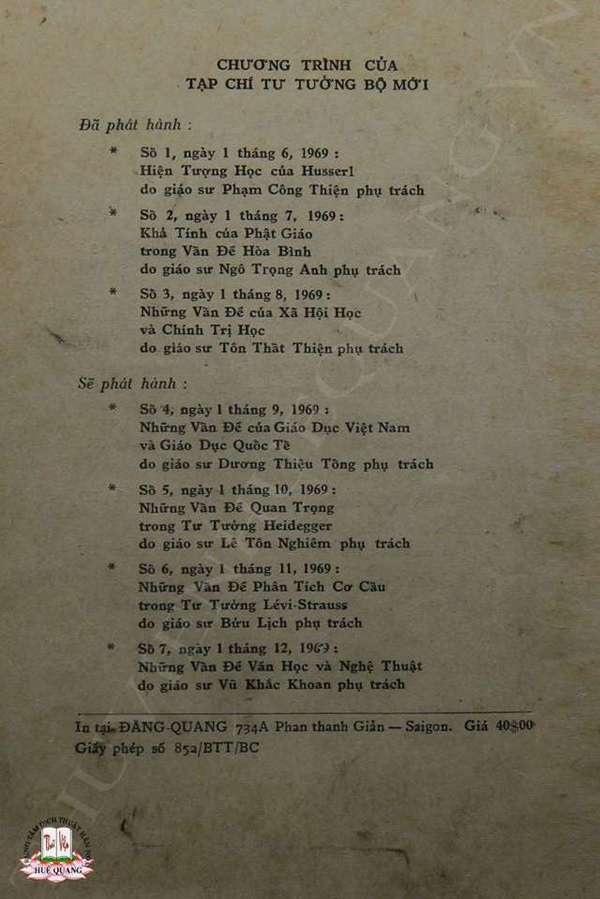 CHƯƠNG TRÌNH CỦA
TẠP CHÍ TƯ TƯỞNG BỘ MỚI
Đã phát hành :
* Số 1, ngày 1 tháng 6, 1969 :
Hiện Tượng Học của Husserl
do giáo sư Phạm Công Thiện phụ trách
* Số 2, ngày 1 tháng 7, 1969 :
Khả Tính của Phật Giáo
trong Vấn Đề Hòa Bình
do giáo sư Ngô Trọng Anh phụ trách
* Số 3, ngày 1 tháng 8, 1969 :
Những Vấn Đề của Xã Hội Học
và Chính Trị Học
do giáo sư Tôn Thất Thiện phụ trách
Sẽ phát hành :
* Số 4, ngày 1 tháng 9, 1969 :
Những Vấn Đề của Giáo Dục Việt Nam
và Giáo Dục Quốc Tế
do giáo sư Dương Thiệu Tống phụ trách
* Số 5, ngày 1 tháng 10, 1969 :
Những Vấn Đề Quan Trọng
trong Tư Tưởng Heidegger
do giáo sư Lê Tôn Nghiêm phụ trách
* Số 6, ngày 1 tháng 11, 1969 :
Những Vấn Đề Phân Tích Cơ Cấu
trong Tư Tưởng Lévi-Strauss
do giáo sư Bửu Lịch phụ trách
* Số 7, ngày 1 tháng 12, 1969 :
Những Vấn Đề Văn Học và Nghệ Thuật
do giáo sư Vũ Khắc Khoan phụ trách
In tại ĐĂNG-QUANG 734A Phan thanh Giản — Saigon. Giá 40$00
Giấy phép số 852/BTT/BC
HUỆ QUANG